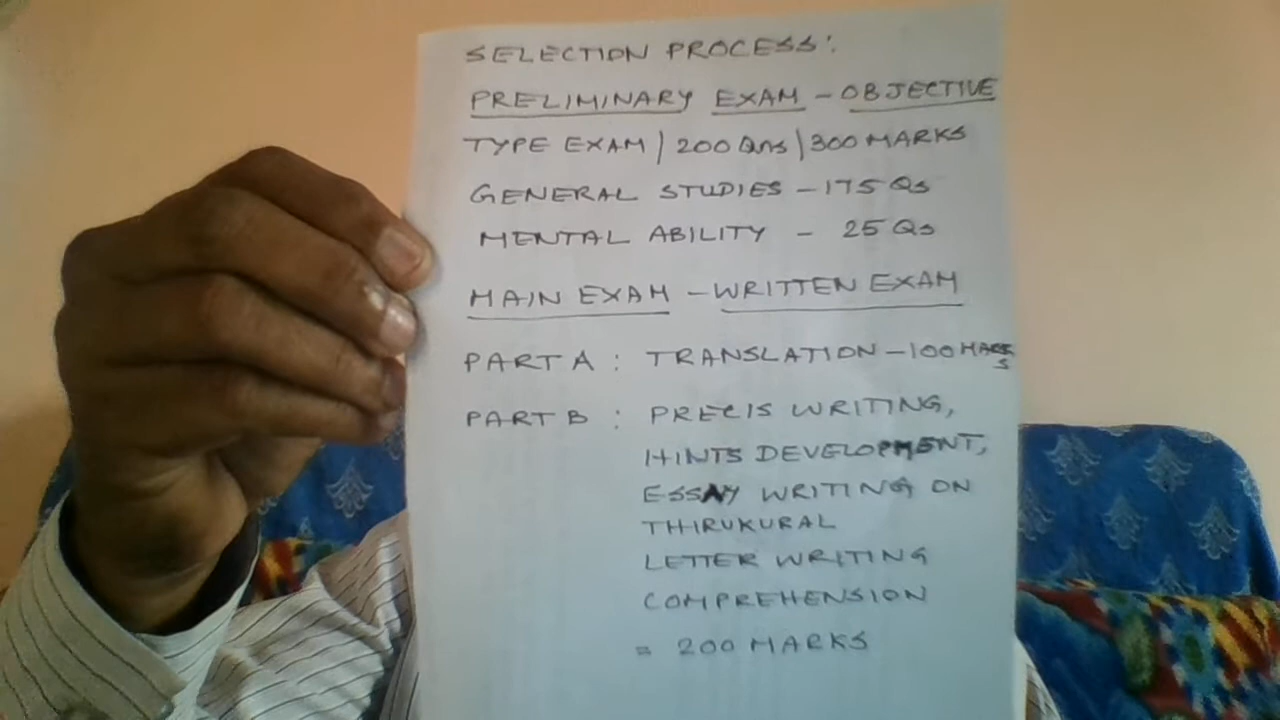 SELECTION PROCESS:
PRELIMINARY EXAM - OBJECTIVE
TYPE EXAM | 200 Qns | 300 MARKS
GENERAL STUDIES - 175 Qs
MENTAL ABILITY - 25 Qs
MAIN EXAM - WRITTEN EXAM
PART A : TRANSLATION - 100 MARKS
PART B : PRECIS WRITING,
HINTS DEVELOPMENT,
ESSAY WRITING ON
THIRUKURAL
LETTER WRITING
COMPREHENSION
= 200 MARKS